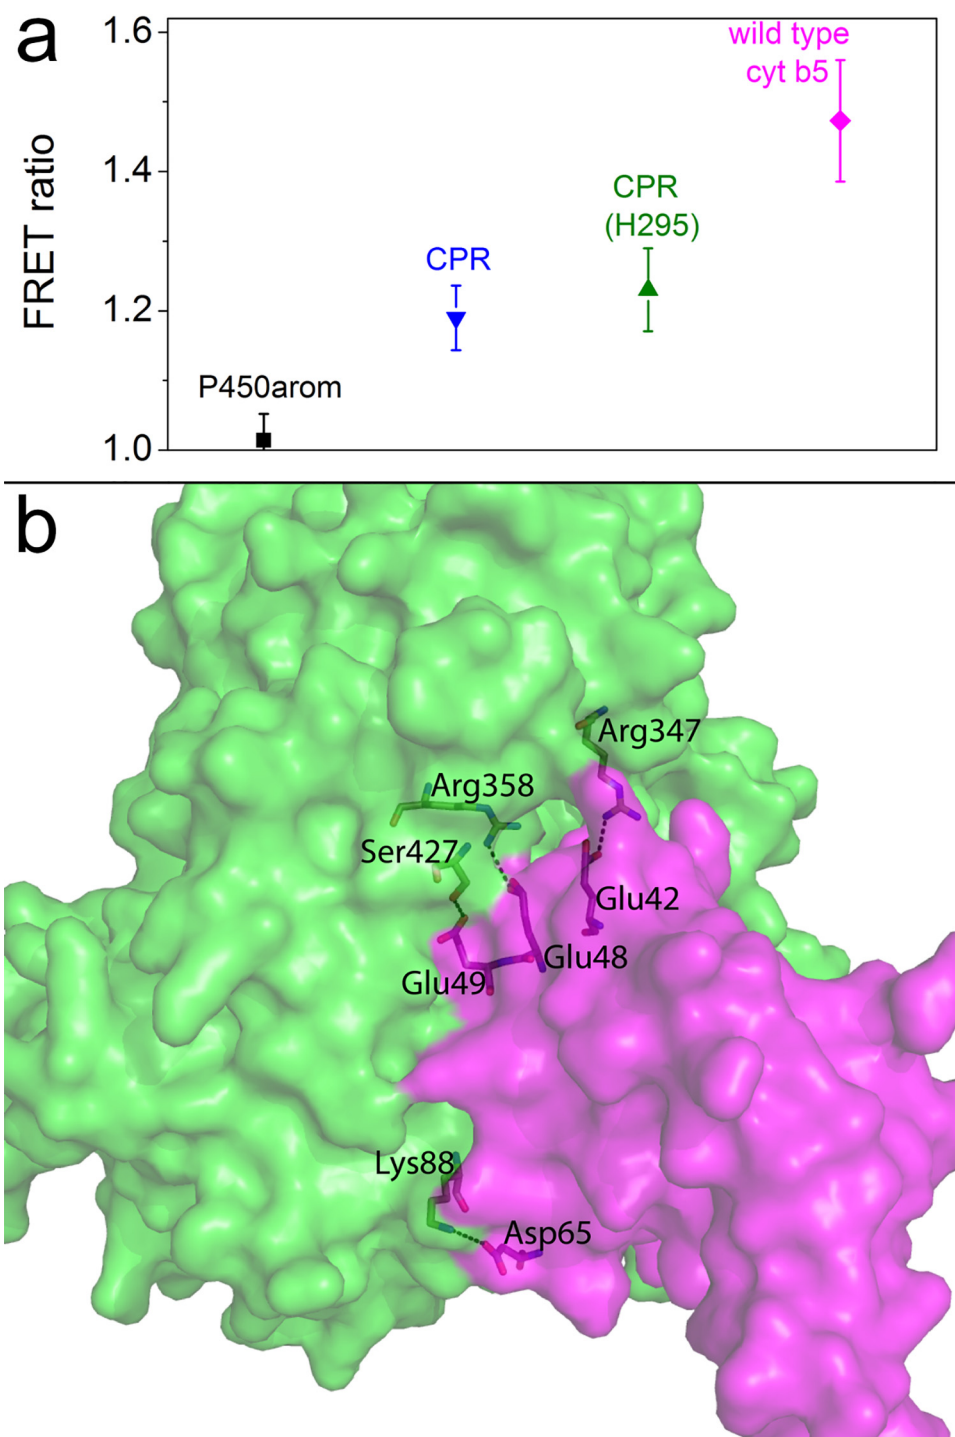 a
FRET ratio
1.6
1.4
1.2
1.0
wild type
cyt b5
CPR
(H295)
CPR
P450arom
b
Arg347
Arg358
Ser427
Glu42
Glu48
Glu49
Lys88
Asp65